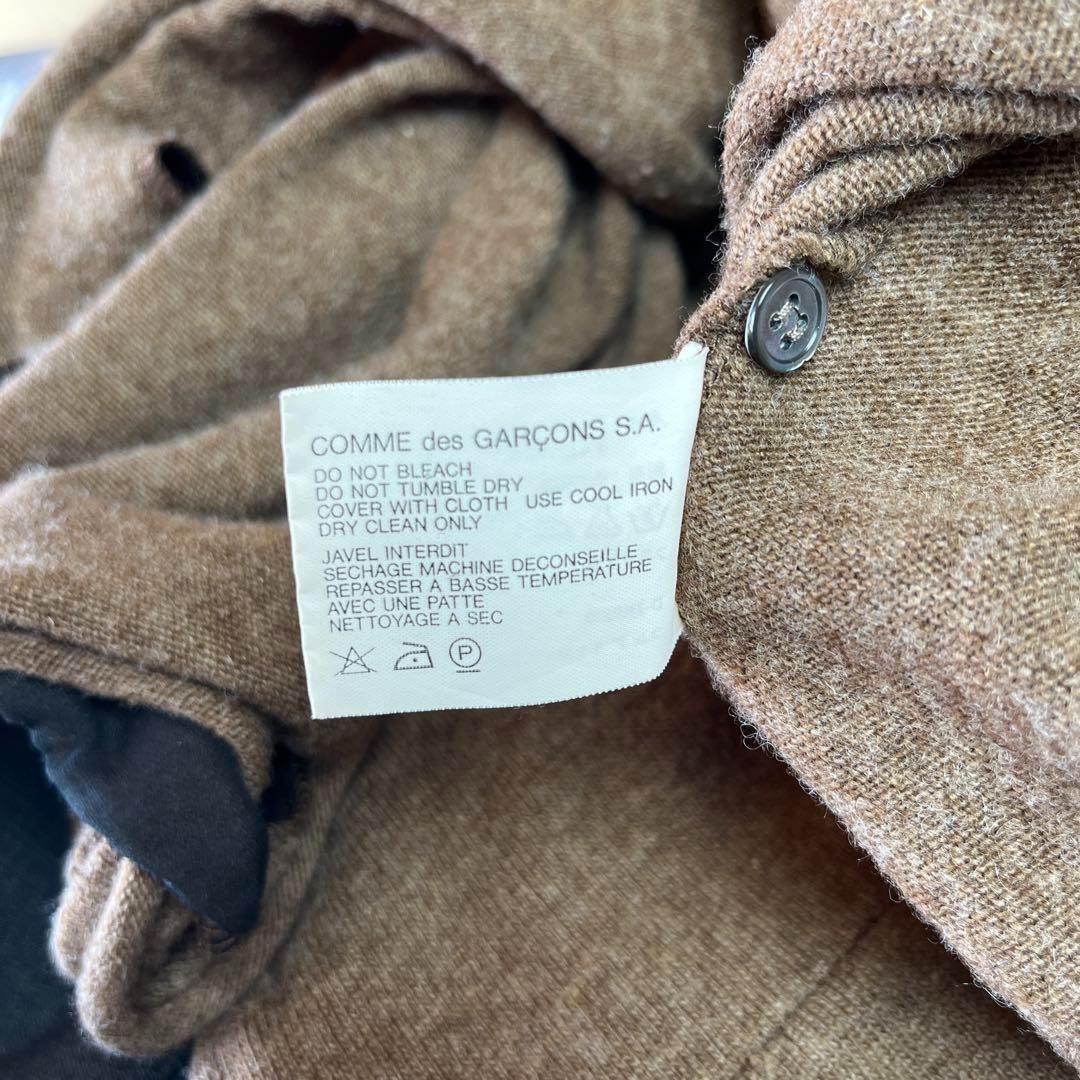 COMME des GARÇONS S.A.
DO NOT BLEACH
DO NOT TUMBLE DRY
COVER WITH CLOTH USE COOL IRON
DRY CLEAN ONLY
JAVEL INTERDIT
SECHAGE MACHINE DECONSEILLE
REPASSER A BASSE TEMPERATURE
AVEC UNE PATTE
NETTOYAGE A SEC
P